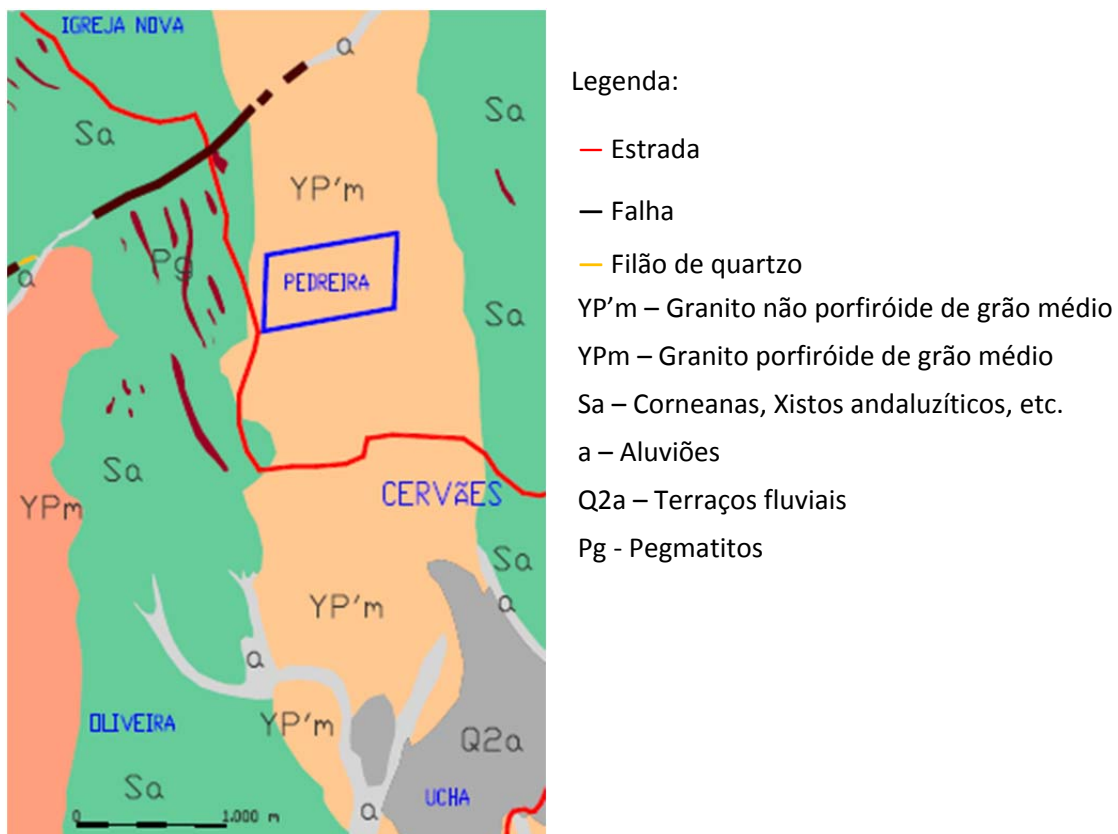 IGREJA NOVA
a
Sa
Sa
YP'm
Pg
PEDREIRA
a
Sa
Sa
YPm
CERVÃES
Sa
YP'm
a
a
OLIVEIRA
YP'm
Q2a
Sa
UCHA
a
0 1.000 m
Legenda:
Estrada
Falha
Filão de quartzo
YP'm – Granito não porfiróide de grão médio
YPm – Granito porfiróide de grão médio
Sa – Corneanas, Xistos andaluzíticos, etc.
a – Aluviões
Q2a – Terraços fluviais
Pg - Pegmatitos